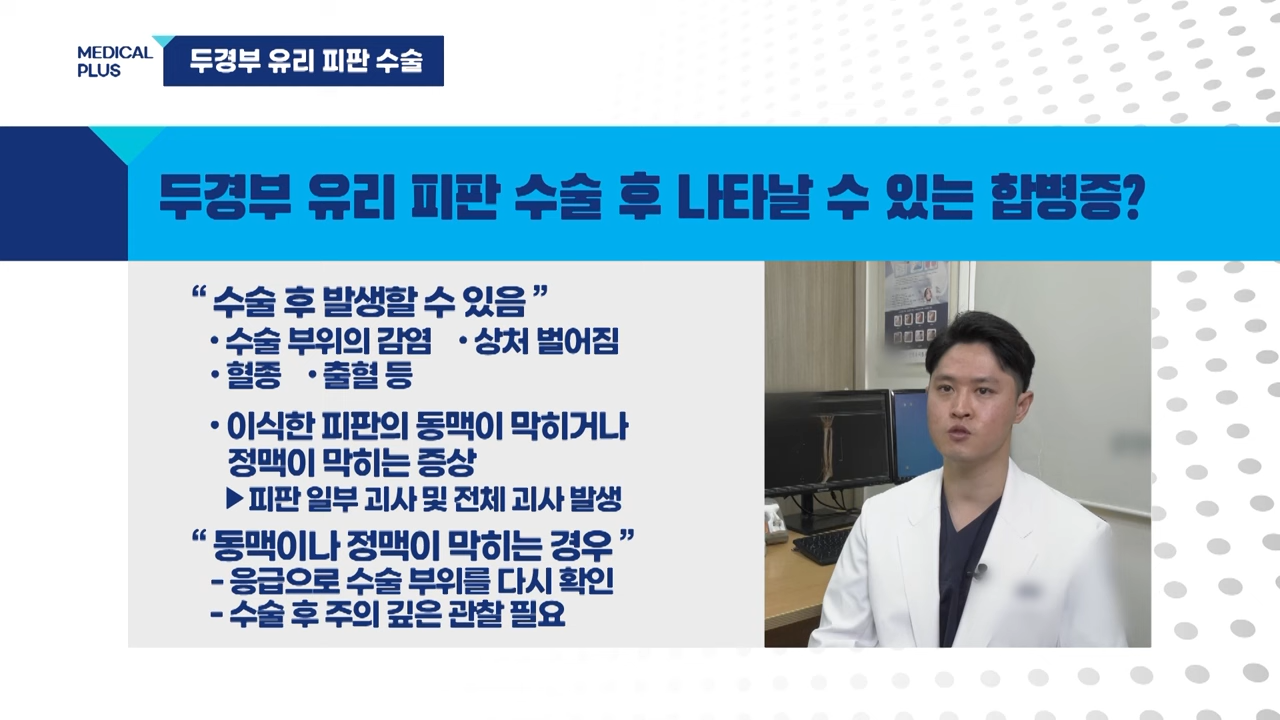 MEDICAL
PLUS
두경부 유리 피판 수술
두경부 유리 피판 수술 후 나타날 수 있는 합병증?
“ 수술 후 발생할 수 있음 ”
• 수술 부위의 감염 • 상처 벌어짐
• 혈종 • 출혈 등
• 이식한 피판의 동맥이 막히거나
정맥이 막히는 증상
▶피판 일부 괴사 및 전체 괴사 발생
“ 동맥이나 정맥이 막히는 경우 ”
- 응급으로 수술 부위를 다시 확인
- 수술 후 주의 깊은 관찰 필요